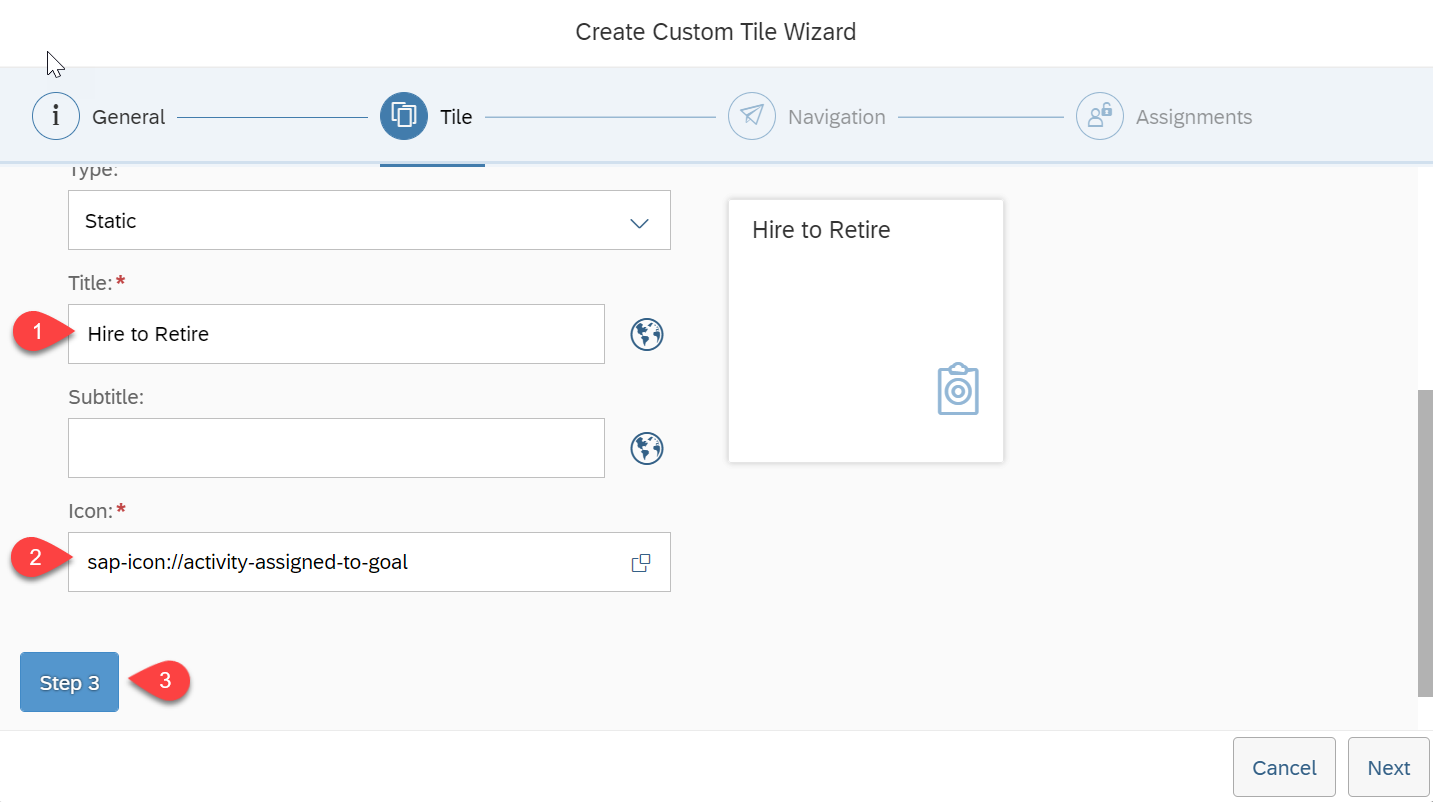 Create Custom Tile Wizard
i General Tile Navigation Assignments
Type:
Static
Hire to Retire
Title:*
1 Hire to Retire
Subtitle:
Icon:*
2 sap-icon://activity-assigned-to-goal
Step 3 3
Cancel Next